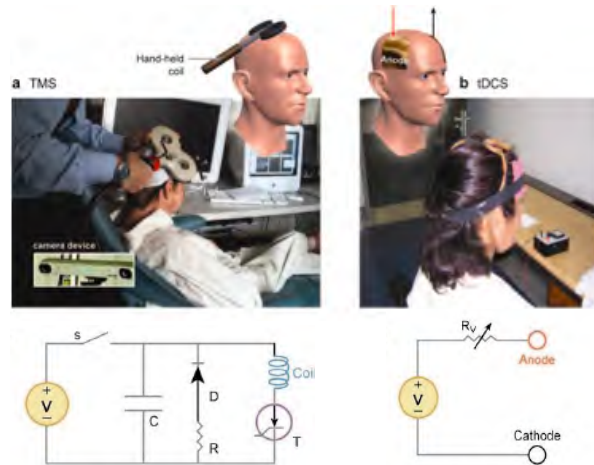 Hand-held
coil
a TMS
Anode
b tDCS
camera device
S
V
C
D
R
Coil
T
Rv
Anode
V
Cathode